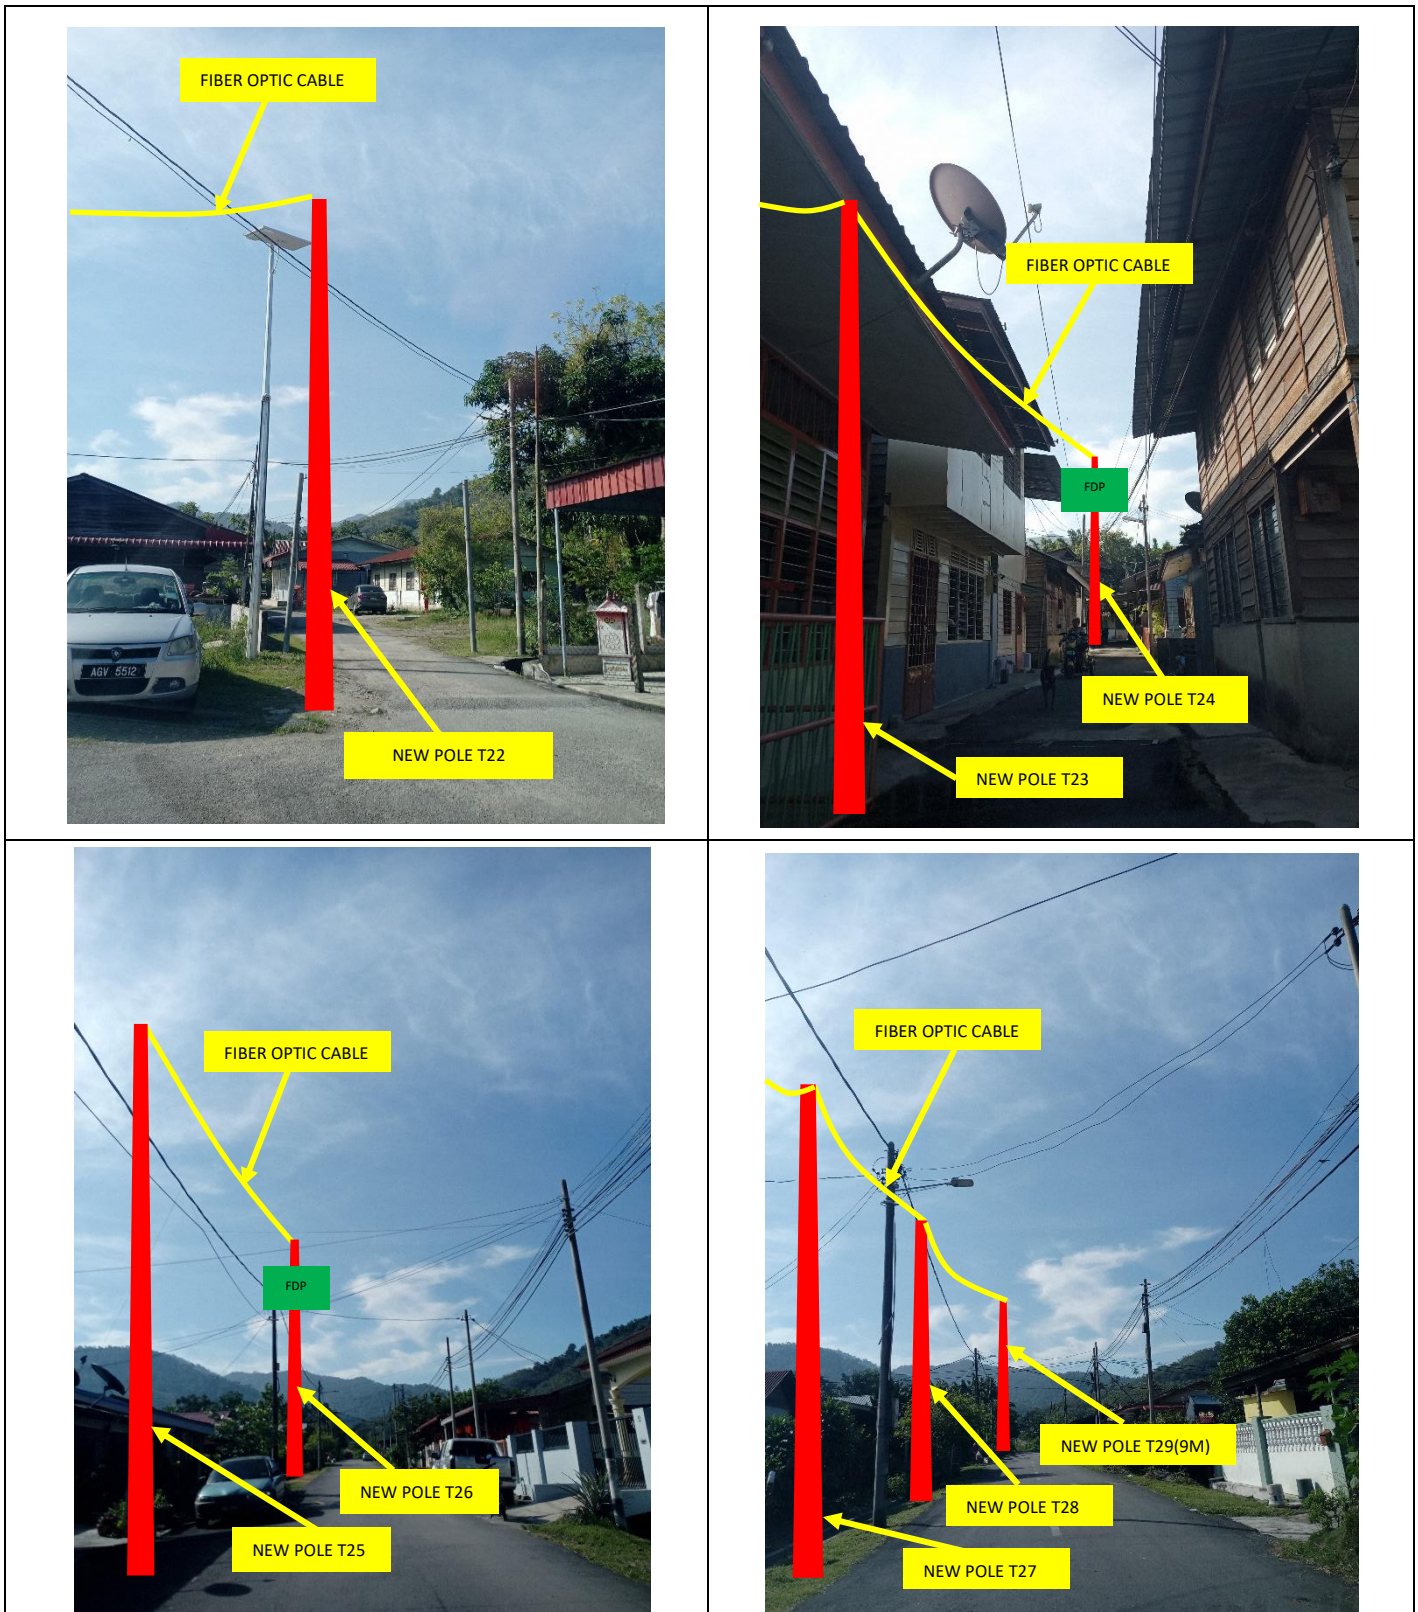 FIBER OPTIC CABLE
AGV 5512
NEW POLE T22
FIBER OPTIC CABLE
FDP
NEW POLE T24
NEW POLE T23
FIBER OPTIC CABLE
FDP
NEW POLE T26
NEW POLE T25
FIBER OPTIC CABLE
NEW POLE T29(9M)
NEW POLE T28
NEW POLE T27